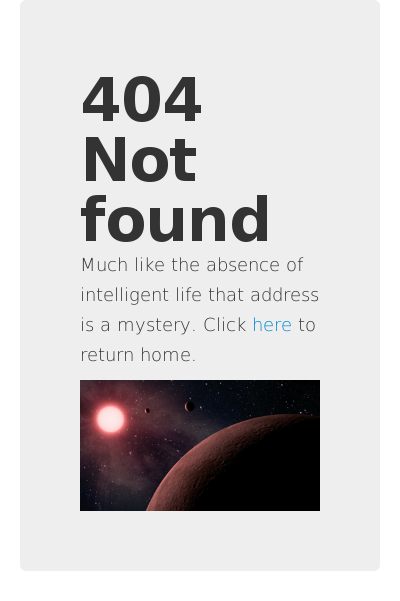 404
Not
found
Much like the absence of
intelligent life that address
is a mystery. Click here to
return home.